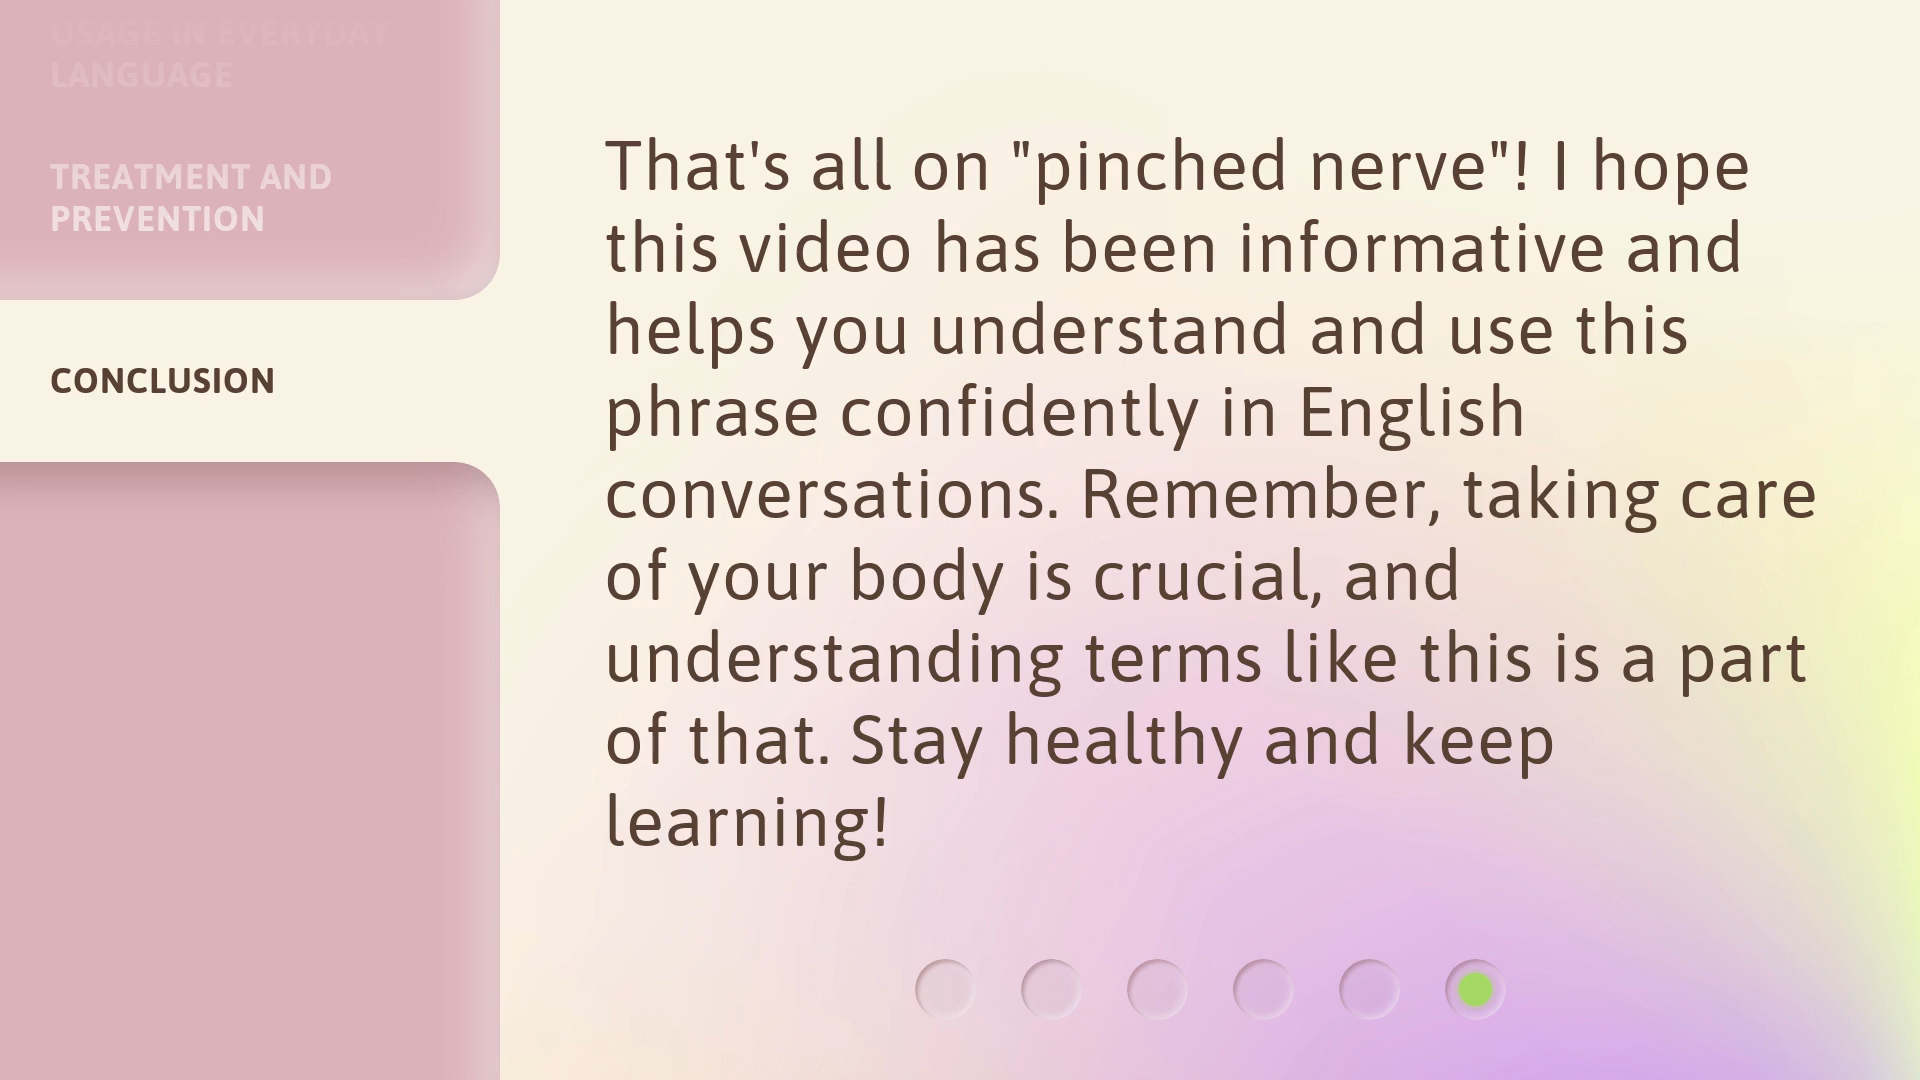 USAGE IN EVERYDAY
LANGUAGE
TREATMENT AND
PREVENTION
CONCLUSION
That's all on "pinched nerve"! I hope
this video has been informative and
helps you understand and use this
phrase confidently in English
conversations. Remember, taking care
of your body is crucial, and
understanding terms like this is a part
of that. Stay healthy and keep
learning!